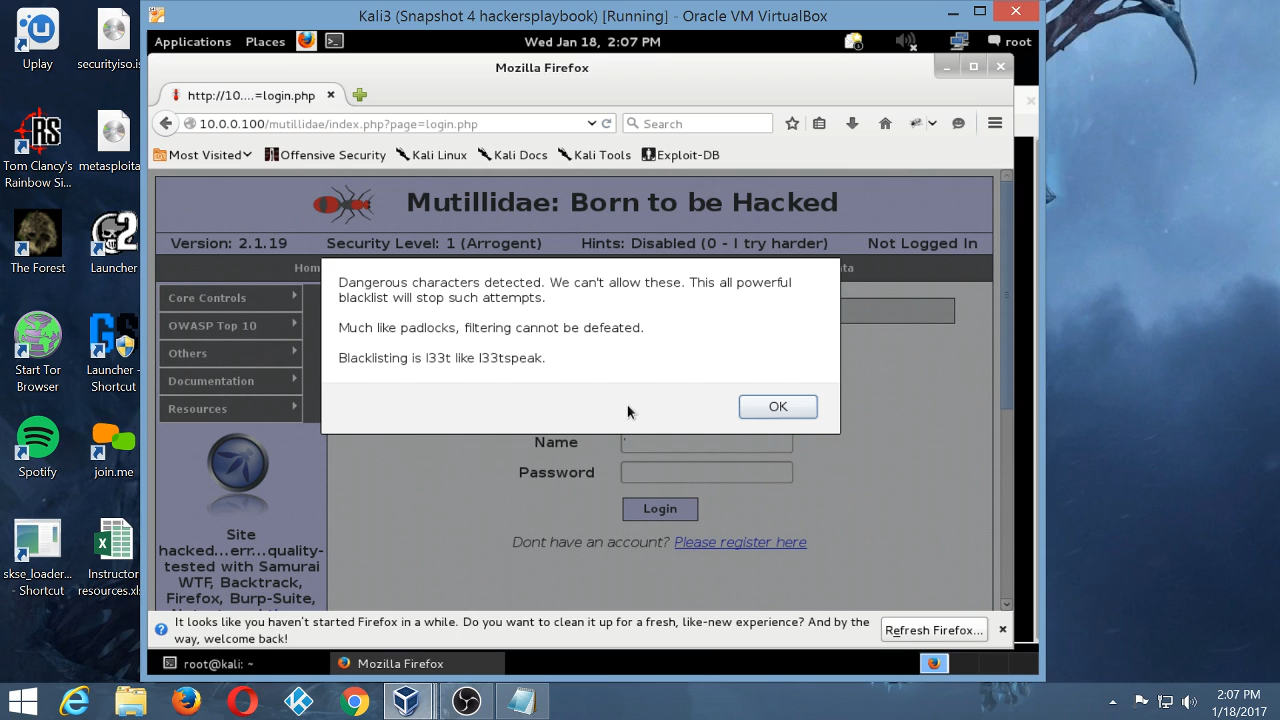 Kali3 (Snapshot 4 hackersplaybook) [Running] - Oracle VM VirtualBox
Applications Places Wed Jan 18, 2:07 PM root
Mozilla Firefox
http://10....=login.php
10.0.0.100/mutillidae/index.php?page=login.php Search
Most Visited Offensive Security Kali Linux Kali Docs Kali Tools Exploit-DB
Mutillidae: Born to be Hacked
Version: 2.1.19 Security Level: 1 (Arrogent) Hints: Disabled (0 - I try harder) Not Logged In
Hom
ta
Core Controls
OWASP Top 10
Others
Documentation
Resources
Dangerous characters detected. We can't allow these. This all powerful
blacklist will stop such attempts.
Much like padlocks, filtering cannot be defeated.
Blacklisting is l33t like l33tspeak.
OK
Name '
Password
Login
Dont have an account? Please register here
Site
hacked...err...quality-
tested with Samurai
WTF, Backtrack,
Firefox, Burp-Suite,
It looks like you haven't started Firefox in a while. Do you want to clean it up for a fresh, like-new experience? And by the
way, welcome back!
Refresh Firefox...
root@kali: ~ Mozilla Firefox
Uplay
securityiso.is
RS
Tom Clancy's
Rainbow Si...
metasploita
The Forest
2
Launcher
Start Tor
Browser
GS
Launcher -
Shortcut
Spotify
join.me
skse_loader...
- Shortcut
Instructor
resources.xls
2:07 PM
1/18/2017